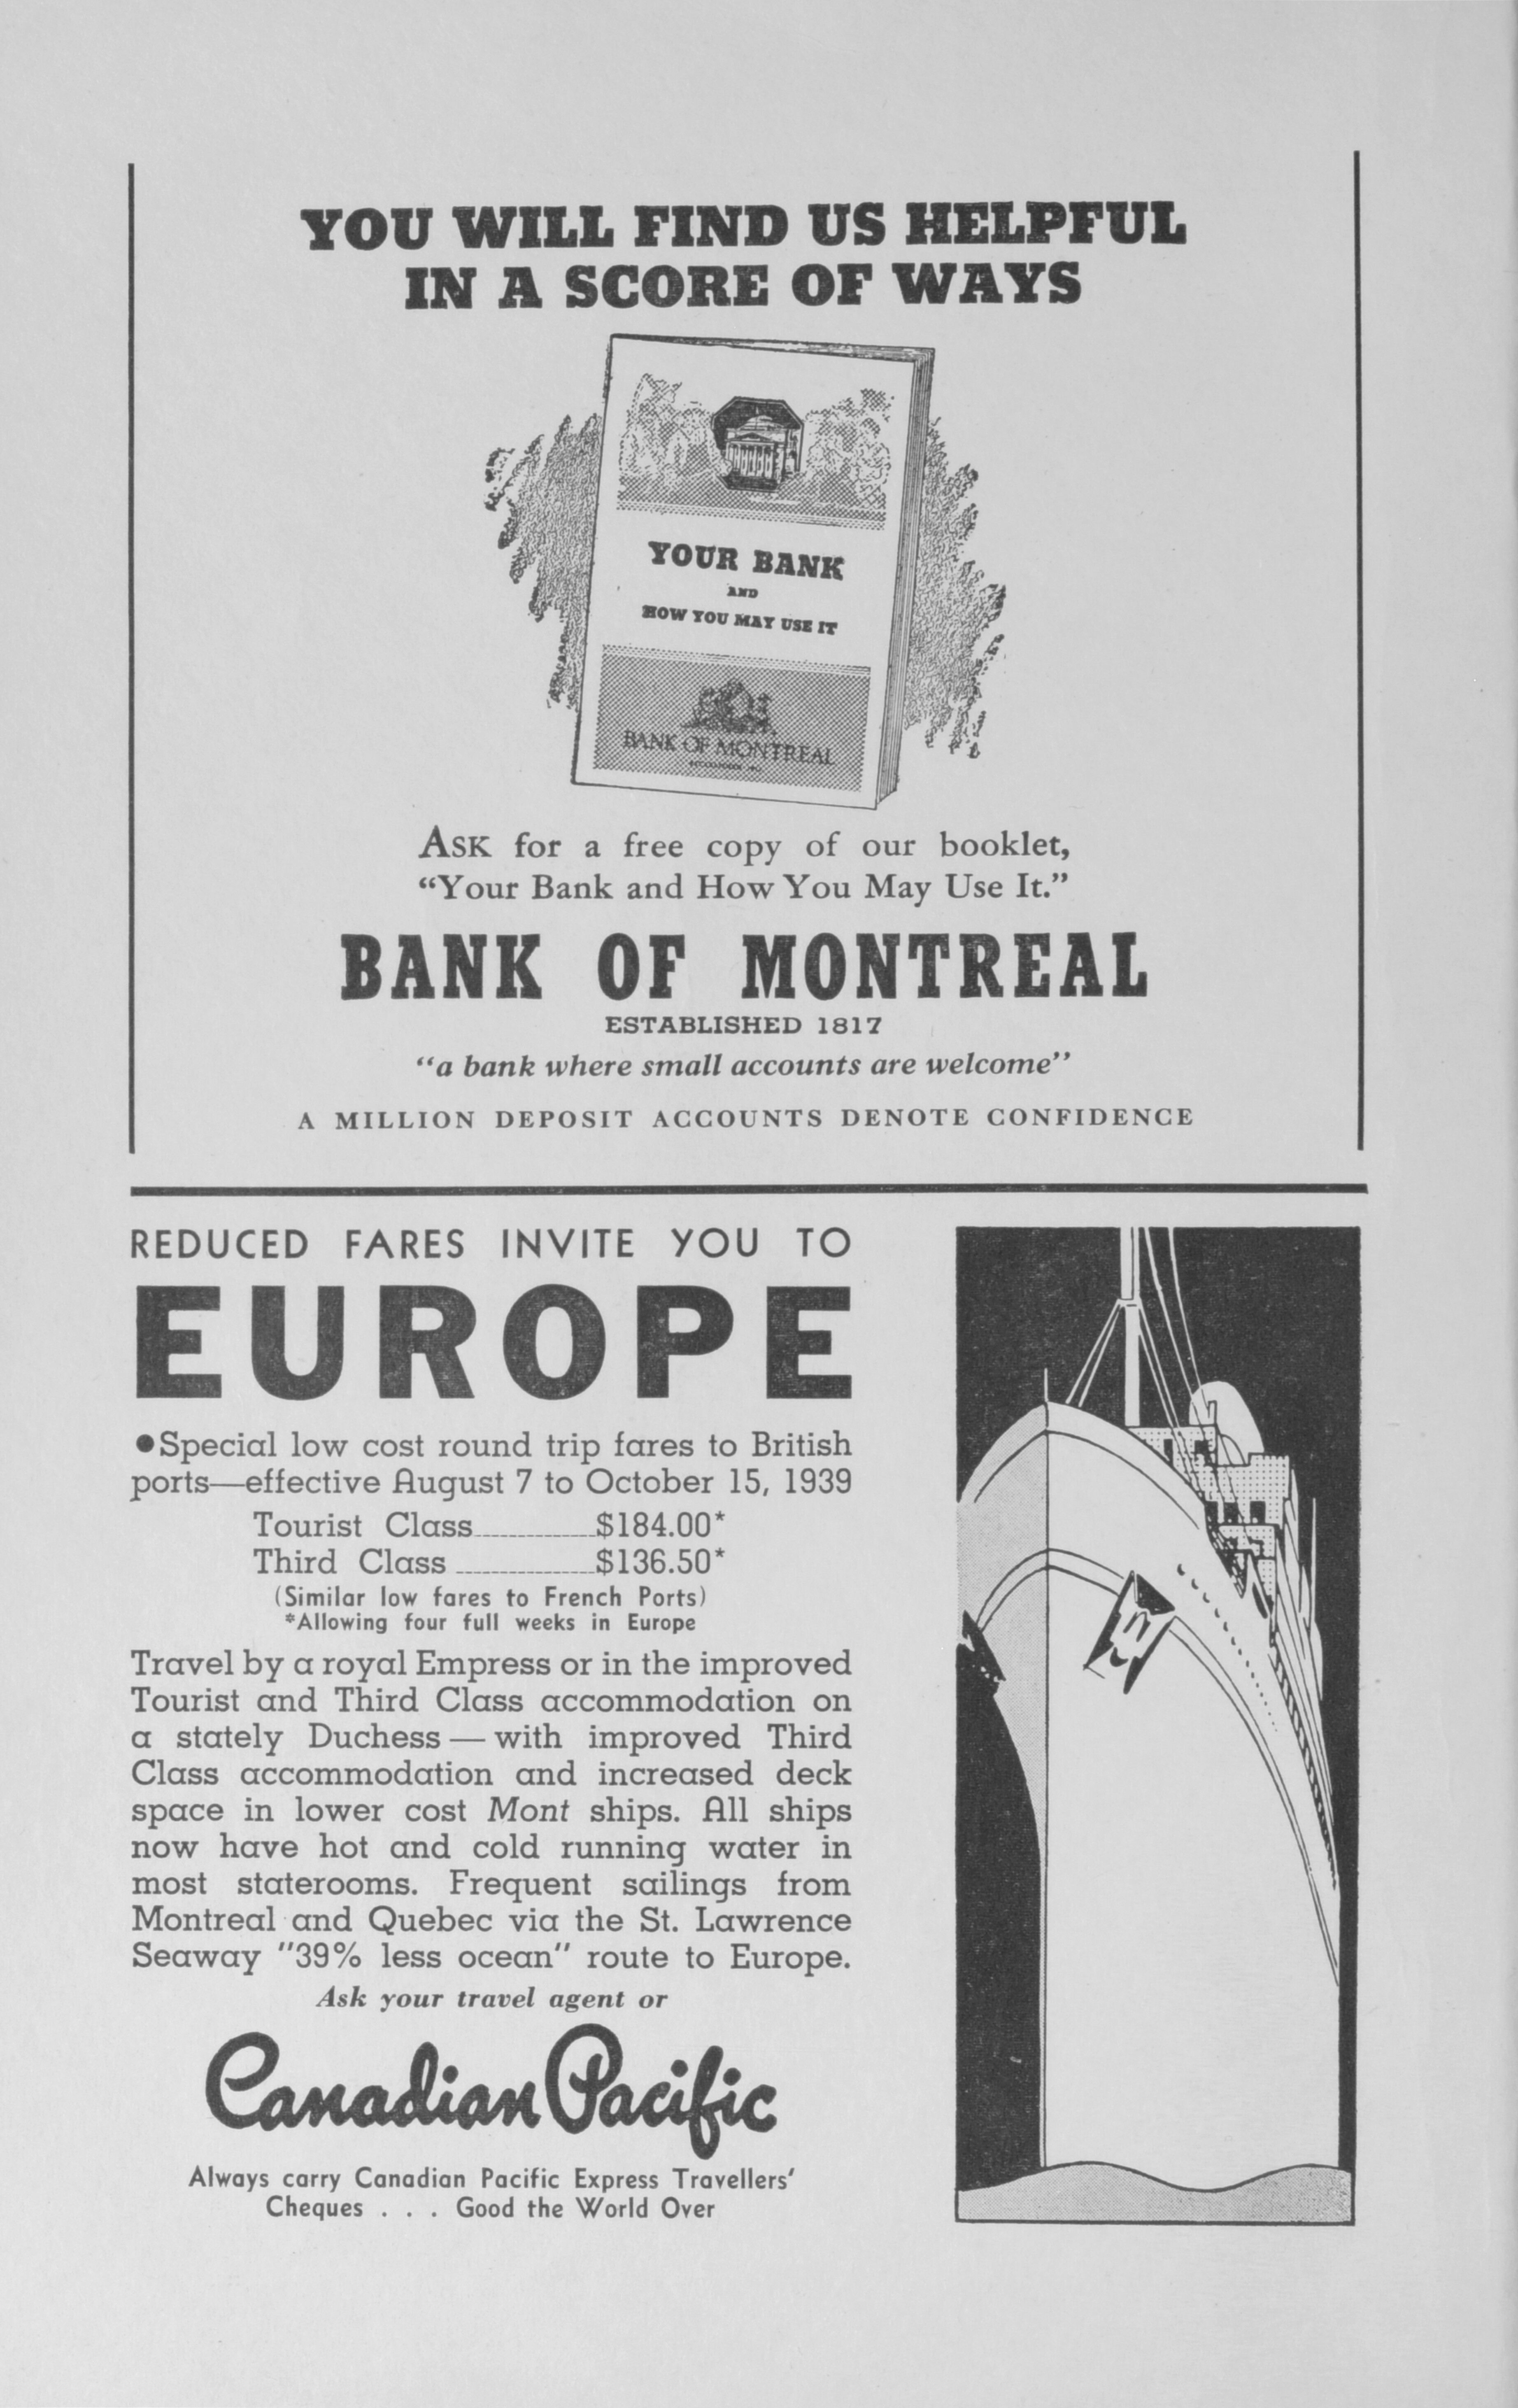 YOU WILL FIND US HELPFUL
IN A SCORE OF WAYS
YOUR BANK
AND
HOW YOU MAY USE IT
BANK OF MONTREAL
ASK for a free copy of our booklet,
“Your Bank and How You May Use It.”
BANK OF MONTREAL
ESTABLISHED 1817
“a bank where small accounts are welcome”
A MILLION DEPOSIT ACCOUNTS DENOTE CONFIDENCE
REDUCED FARES INVITE YOU TO
EUROPE
●Special low cost round trip fares to British
ports—effective August 7 to October 15, 1939
Tourist Class............$184.00*
Third Class ..............$136.50*
(Similar low fares to French Ports)
*Allowing four full weeks in Europe
Travel by a royal Empress or in the improved
Tourist and Third Class accommodation on
a stately Duchess — with improved Third
Class accommodation and increased deck
space in lower cost Mont ships. All ships
now have hot and cold running water in
most staterooms. Frequent sailings from
Montreal and Quebec via the St. Lawrence
Seaway "39% less ocean" route to Europe.
Ask your travel agent or
Canadian Pacific
Always carry Canadian Pacific Express Travellers'
Cheques . . . Good the World Over